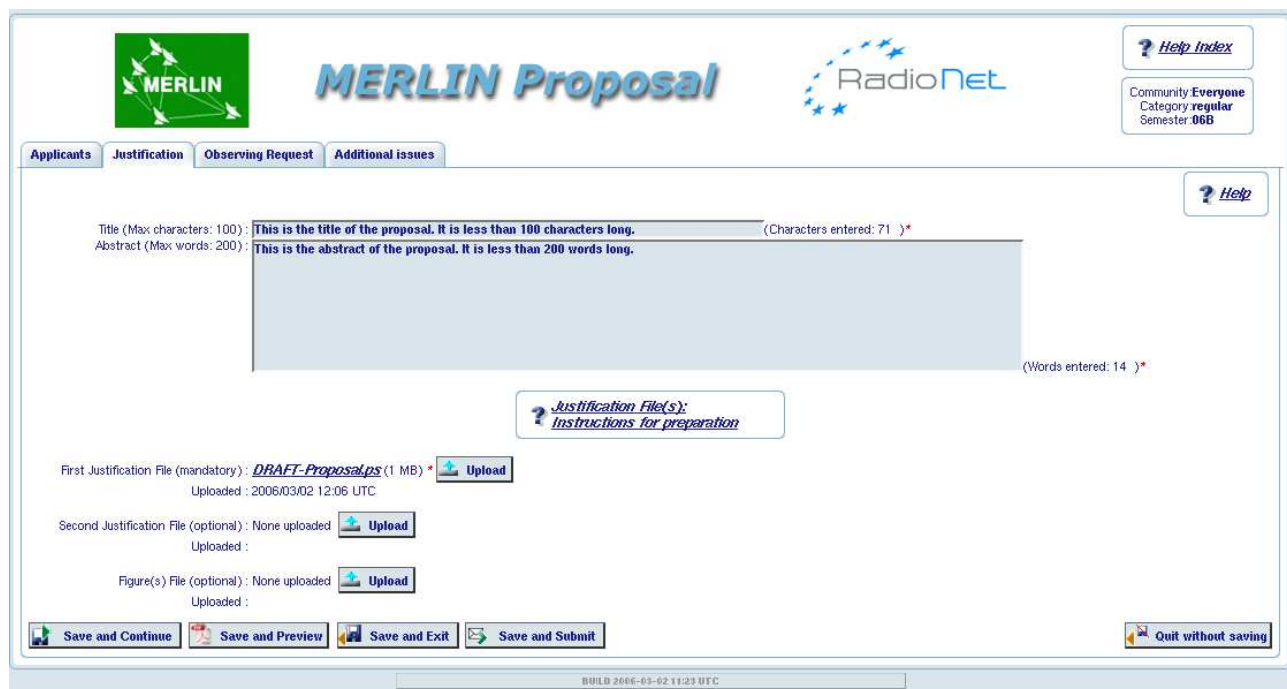 MERLIN
MERLIN Proposal
RadioNet
? Help Index
Community:Everyone
Category:regular
Semester:06B
Applicants Justification Observing Request Additional issues
? Help
Title (Max characters: 100) : This is the title of the proposal. It is less than 100 characters long. (Characters entered: 71 )*
Abstract (Max words: 200) : This is the abstract of the proposal. It is less than 200 words long.
(Words entered: 14 )*
? Justification File(s):
Instructions for preparation
First Justification File (mandatory) : DRAFT-Proposal.ps (1 MB) * Upload
Uploaded : 2006/03/02 12:06 UTC
Second Justification File (optional) : None uploaded Upload
Uploaded :
Figure(s) File (optional) : None uploaded Upload
Uploaded :
Save and Continue Save and Preview Save and Exit Save and Submit Quit without saving
BUILD 2006-03-02 11:23 UTC